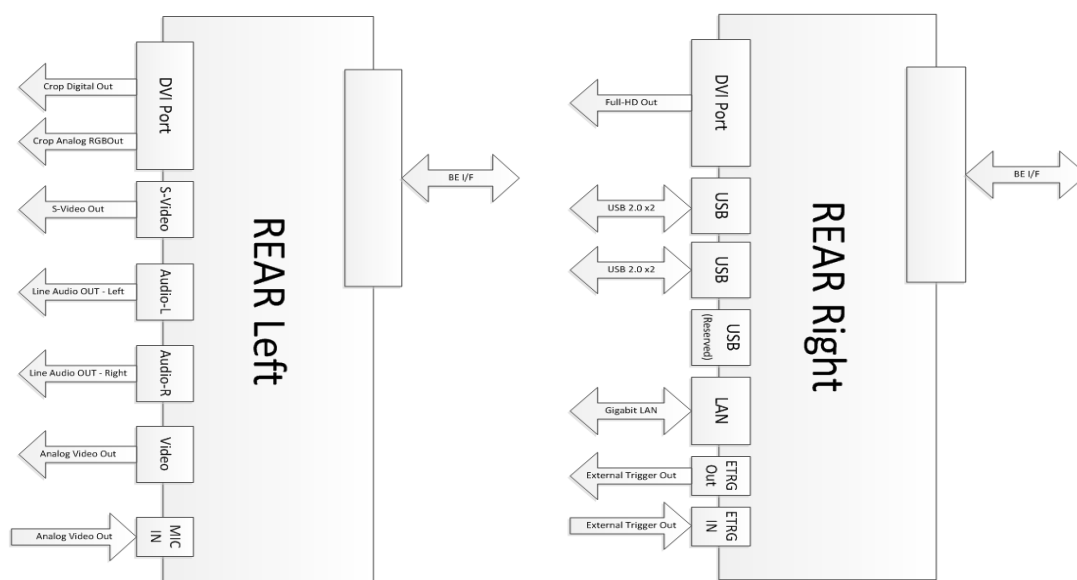 Crop Digital Out
Crop Analog RGBOut
DVI Port
S-Video Out
S-Video
Line Audio OUT - Left
Audio-L
Line Audio OUT - Right
Audio-R
Analog Video Out
Video
Analog Video Out
MIC
IN
REAR Left
BE I/F
Full-HD Out
DVI Port
USB 2.0 x2
USB
USB 2.0 x2
USB
USB
(Reserved)
Gigabit LAN
LAN
External Trigger Out
ETRG
Out
External Trigger Out
ETRG
IN
REAR Right
BE I/F